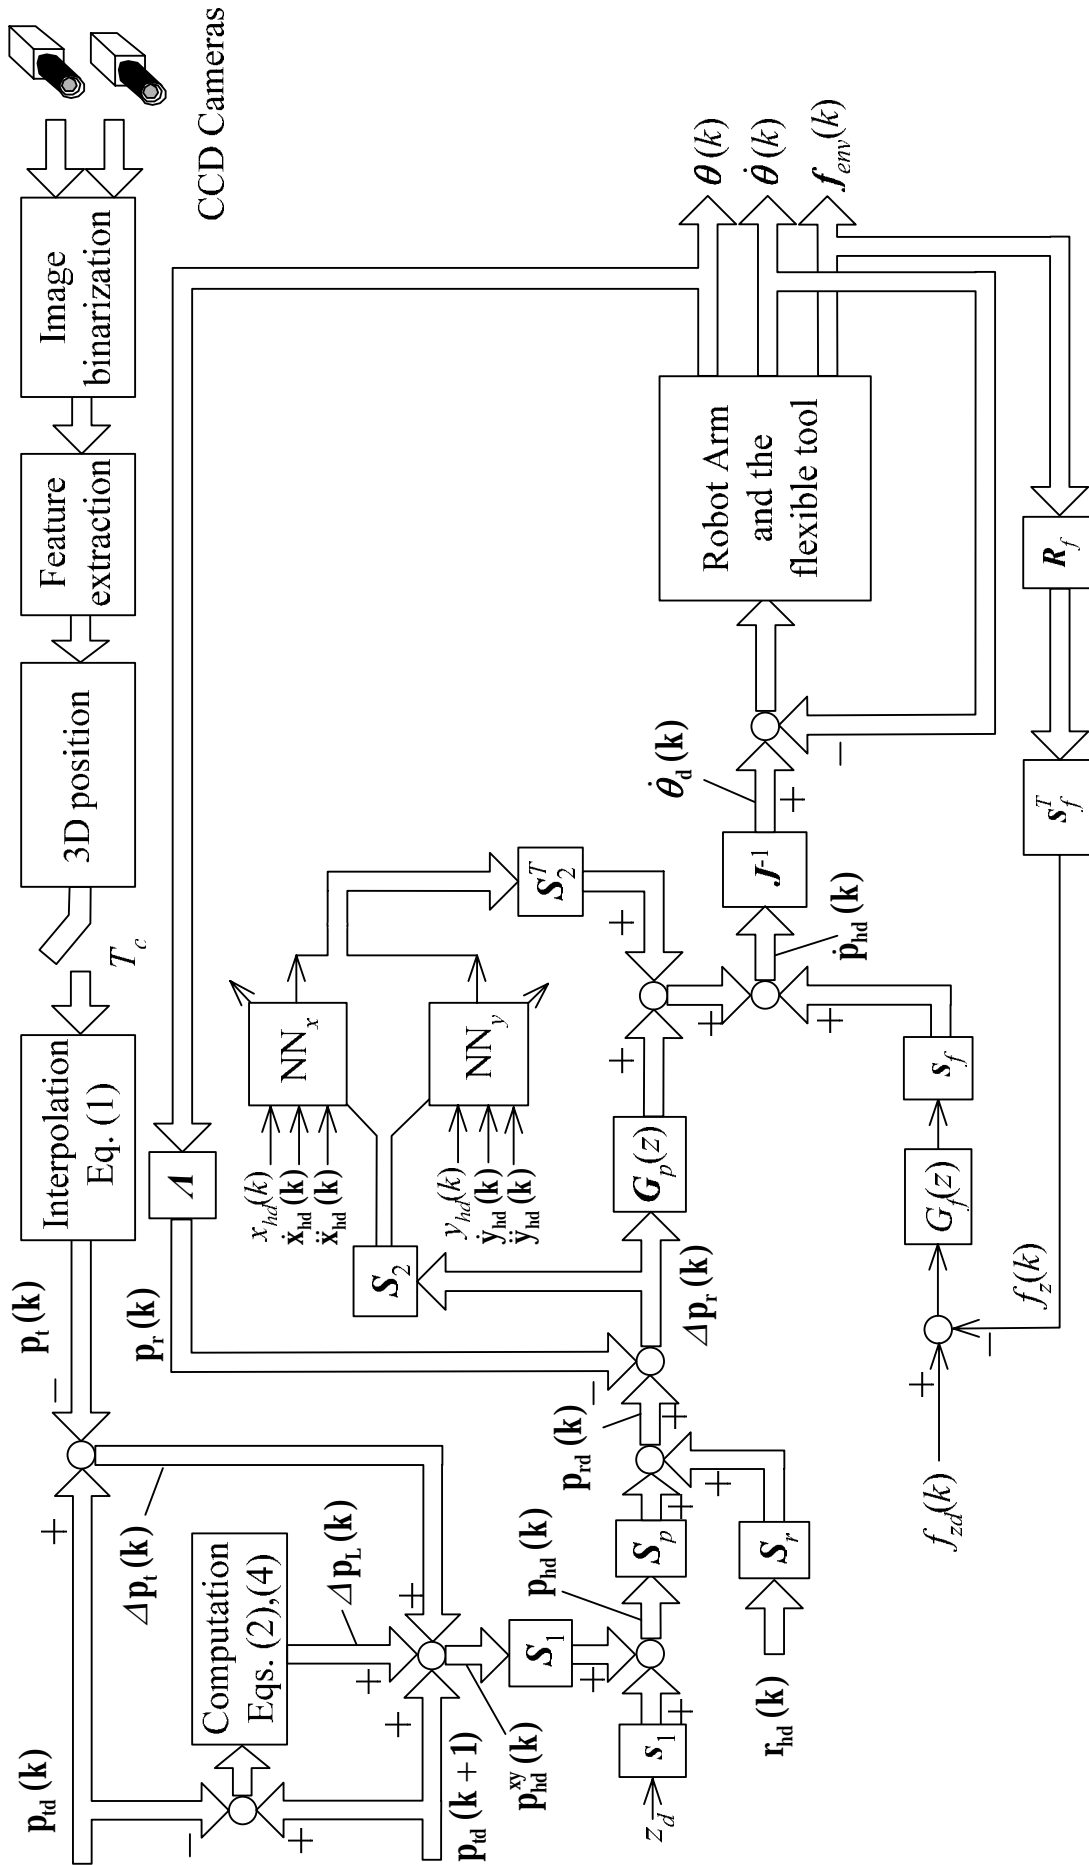 p_td(k)
p_t(k)
Interpolation
Eq. (1)
T_c
3D position
Feature
extraction
Image
binarization
CCD Cameras
+
−
Δp_t(k)
p_r(k)
Λ
−
+
Computation
Eqs. (2),(4)
Δp_L(k)
+
+
+
p_td(k + 1)
p_hd^xy(k)
S_1
+
z_d
s_1
+
p_hd(k)
S_p
+
p_rd(k)
+
−
Δp_r(k)
r_hd(k)
S_r
+
S_2
x_hd(k)
ẋ_hd(k)
ẍ_hd(k)
NN_x
y_hd(k)
ẏ_hd(k)
ÿ_hd(k)
NN_y
S_2^T
+
G_p(z)
+
+
+
ṗ_hd(k)
J^-1
θ̇_d(k)
+
−
Robot Arm
and the
flexible tool
θ(k)
θ̇(k)
f_env(k)
f_zd(k)
+
−
f_z(k)
G_f(z)
s_f
s_f^T
R_f